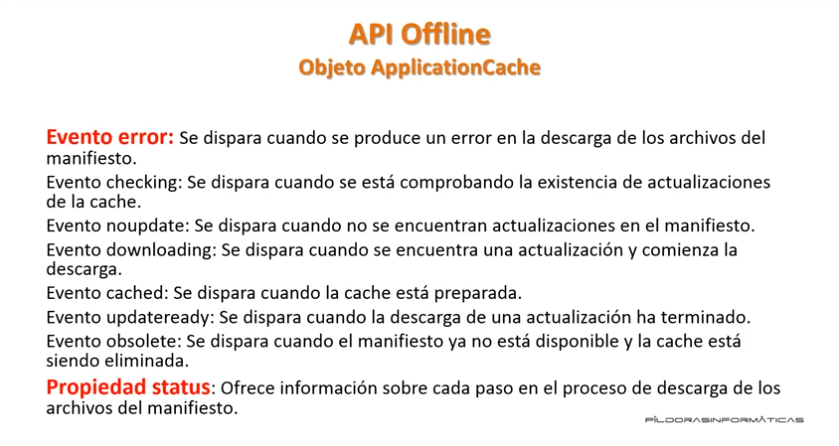 API Offline
Objeto ApplicationCache
Evento error: Se dispara cuando se produce un error en la descarga de los archivos del
manifiesto.
Evento checking: Se dispara cuando se está comprobando la existencia de actualizaciones
de la cache.
Evento noupdate: Se dispara cuando no se encuentran actualizaciones en el manifiesto.
Evento downloading: Se dispara cuando se encuentra una actualización y comienza la
descarga.
Evento cached: Se dispara cuando la cache está preparada.
Evento updateready: Se dispara cuando la descarga de una actualización ha terminado.
Evento obsolete: Se dispara cuando el manifiesto ya no está disponible y la cache está
siendo eliminada.
Propiedad status: Ofrece información sobre cada paso en el proceso de descarga de los
archivos del manifiesto.
PÍLDORASINFORMÁTICAS